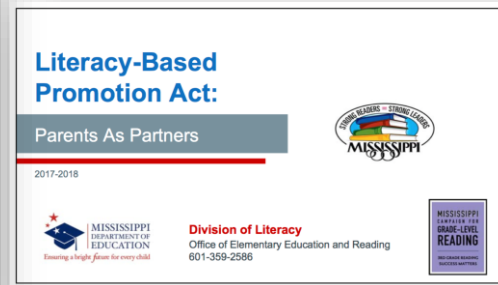 Literacy-Based
Promotion Act:
Parents As Partners
2017-2018
STRONG READERS = STRONG LEADERS
MISSISSIPPI
MISSISSIPPI
DEPARTMENT OF
EDUCATION
Ensuring a bright future for every child
Division of Literacy
Office of Elementary Education and Reading
601-359-2586
MISSISSIPPI
CAMPAIGN FOR
GRADE-LEVEL
READING
3RD GRADE READING
SUCCESS MATTERS.